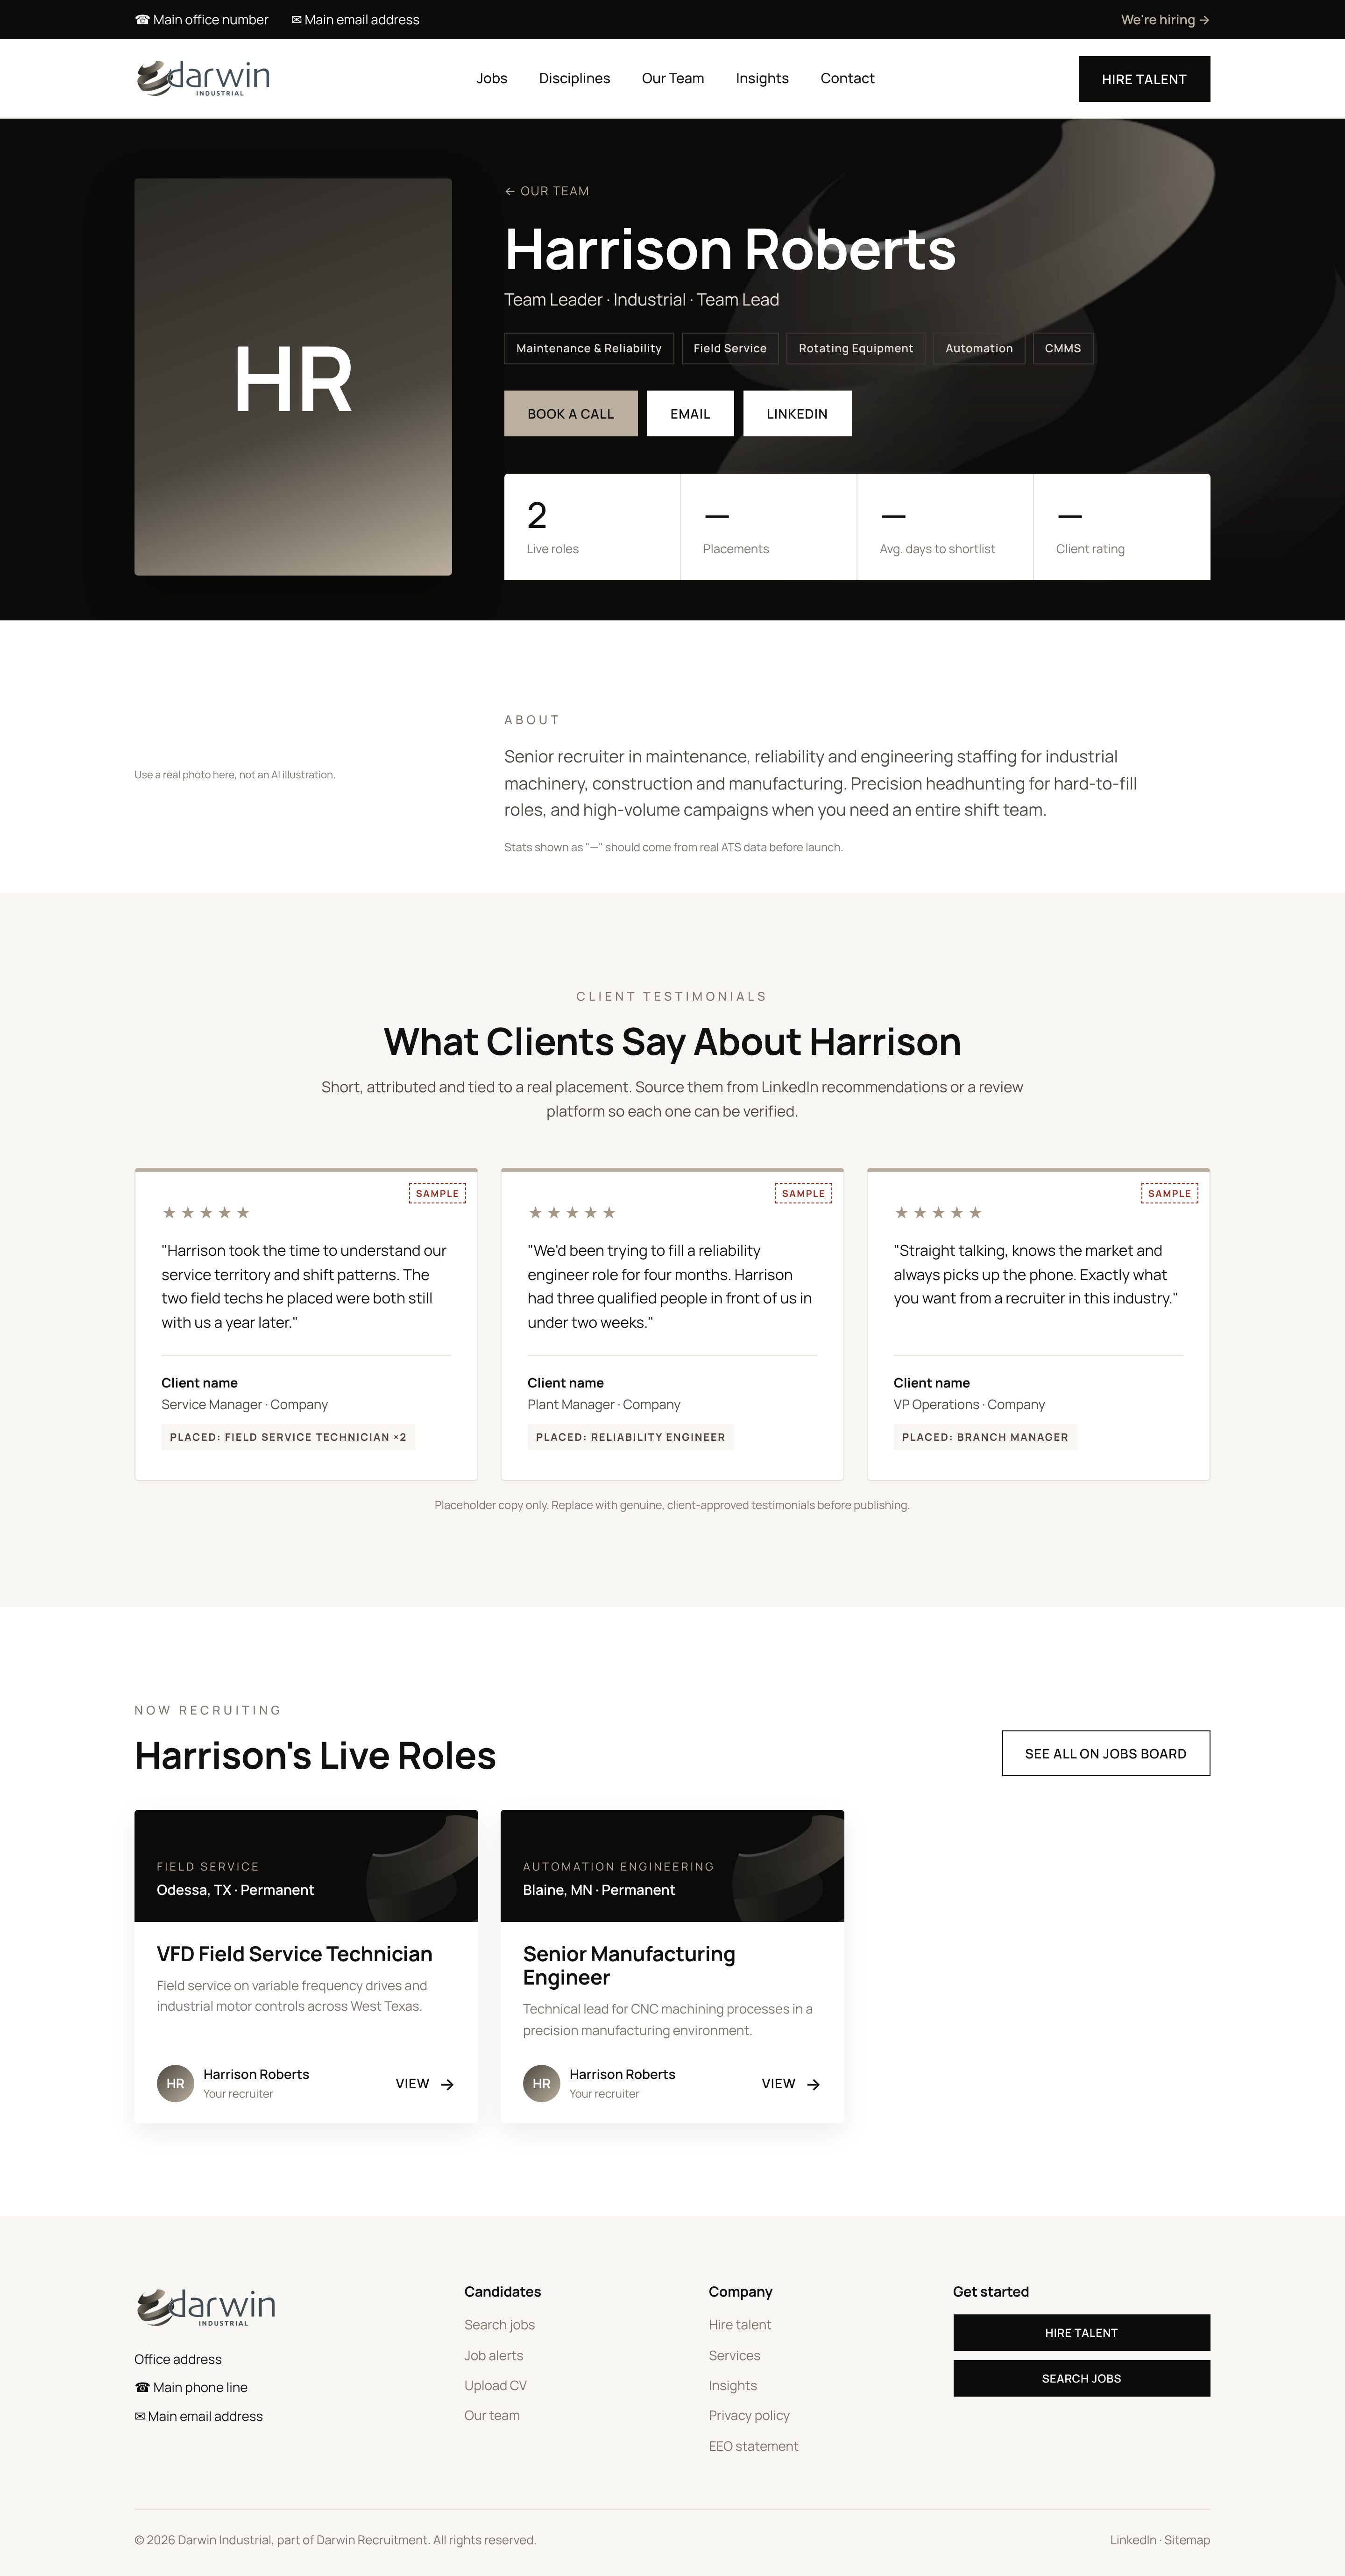 ☎ Main office number
✉ Main email address
We're hiring →
darwin
INDUSTRIAL
Jobs
Disciplines
Our Team
Insights
Contact
HIRE TALENT
HR
← OUR TEAM
Harrison Roberts
Team Leader · Industrial · Team Lead
Maintenance & Reliability
Field Service
Rotating Equipment
Automation
CMMS
BOOK A CALL
EMAIL
LINKEDIN
2
Live roles
—
Placements
—
Avg. days to shortlist
—
Client rating
Use a real photo here, not an AI illustration.
ABOUT
Senior recruiter in maintenance, reliability and engineering staffing for industrial
machinery, construction and manufacturing. Precision headhunting for hard-to-fill
roles, and high-volume campaigns when you need an entire shift team.
Stats shown as "—" should come from real ATS data before launch.
CLIENT TESTIMONIALS
What Clients Say About Harrison
Short, attributed and tied to a real placement. Source them from LinkedIn recommendations or a review
platform so each one can be verified.
SAMPLE
★★★★★
"Harrison took the time to understand our
service territory and shift patterns. The
two field techs he placed were both still
with us a year later."
Client name
Service Manager · Company
PLACED: FIELD SERVICE TECHNICIAN ×2
SAMPLE
★★★★★
"We'd been trying to fill a reliability
engineer role for four months. Harrison
had three qualified people in front of us in
under two weeks."
Client name
Plant Manager · Company
PLACED: RELIABILITY ENGINEER
SAMPLE
★★★★★
"Straight talking, knows the market and
always picks up the phone. Exactly what
you want from a recruiter in this industry."
Client name
VP Operations · Company
PLACED: BRANCH MANAGER
Placeholder copy only. Replace with genuine, client-approved testimonials before publishing.
NOW RECRUITING
Harrison's Live Roles
SEE ALL ON JOBS BOARD
FIELD SERVICE
Odessa, TX · Permanent
VFD Field Service Technician
Field service on variable frequency drives and
industrial motor controls across West Texas.
HR
Harrison Roberts
Your recruiter
VIEW →
AUTOMATION ENGINEERING
Blaine, MN · Permanent
Senior Manufacturing
Engineer
Technical lead for CNC machining processes in a
precision manufacturing environment.
HR
Harrison Roberts
Your recruiter
VIEW →
darwin
INDUSTRIAL
Office address
☎ Main phone line
✉ Main email address
Candidates
Search jobs
Job alerts
Upload CV
Our team
Company
Hire talent
Services
Insights
Privacy policy
EEO statement
Get started
HIRE TALENT
SEARCH JOBS
© 2026 Darwin Industrial, part of Darwin Recruitment. All rights reserved.
LinkedIn · Sitemap